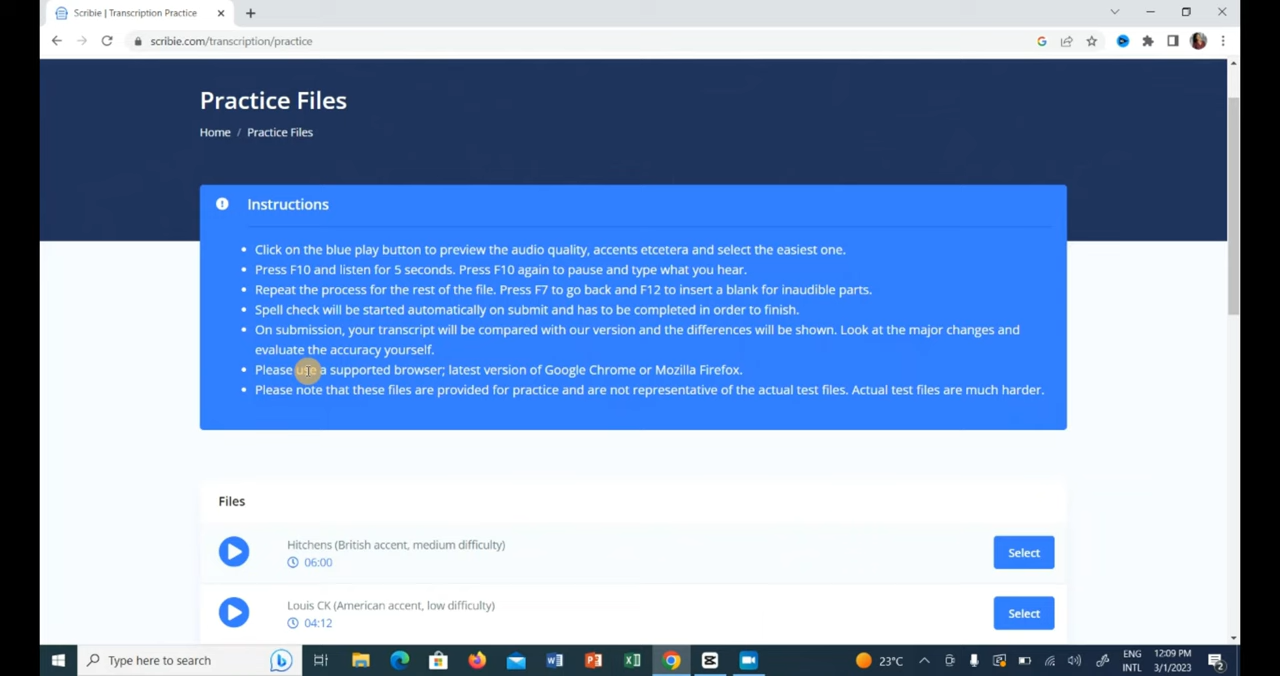 Scribie | Transcription Practice
scribie.com/transcription/practice
Practice Files
Home / Practice Files
Instructions
• Click on the blue play button to preview the audio quality, accents etcetera and select the easiest one.
• Press F10 and listen for 5 seconds. Press F10 again to pause and type what you hear.
• Repeat the process for the rest of the file. Press F7 to go back and F12 to insert a blank for inaudible parts.
• Spell check will be started automatically on submit and has to be completed in order to finish.
• On submission, your transcript will be compared with our version and the differences will be shown. Look at the major changes and
evaluate the accuracy yourself.
• Please use a supported browser; latest version of Google Chrome or Mozilla Firefox.
• Please note that these files are provided for practice and are not representative of the actual test files. Actual test files are much harder.
Files
Hitchens (British accent, medium difficulty)
Select
06:00
Louis CK (American accent, low difficulty)
Select
04:12
Type here to search
23°C
ENG
INTL
12:09 PM
3/1/2023
2